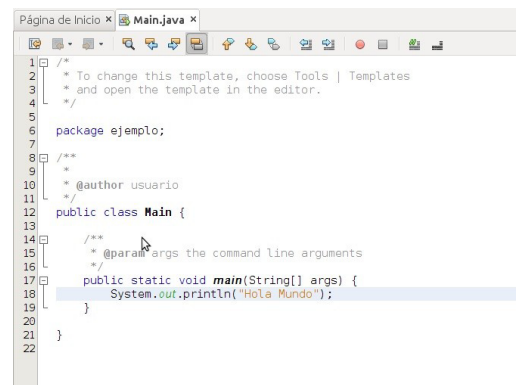 Página de Inicio × Main.java ×
1 /*
2  * To change this template, choose Tools | Templates
3  * and open the template in the editor.
4  */
5
6 package ejemplo;
7
8 /**
9  *
10  * @author usuario
11  */
12 public class Main {
13
14     /**
15      * @param args the command line arguments
16      */
17     public static void main(String[] args) {
18         System.out.println("Hola Mundo");
19     }
20
21 }
22